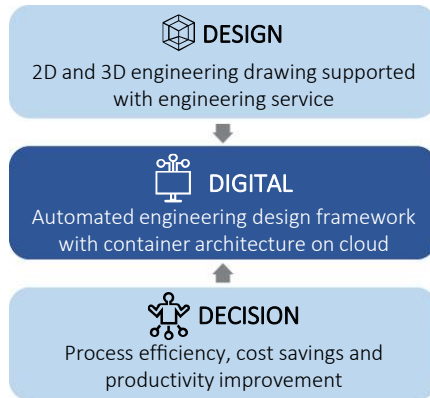 DESIGN
2D and 3D engineering drawing supported
with engineering service
DIGITAL
Automated engineering design framework
with container architecture on cloud
DECISION
Process efficiency, cost savings and
productivity improvement